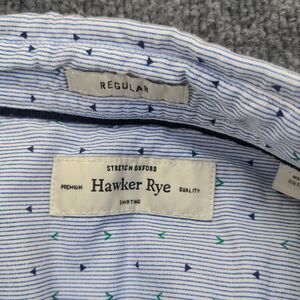 REGULAR
STRETCH OXFORD
PREMIUM Hawker Rye QUALITY
SHIRTING